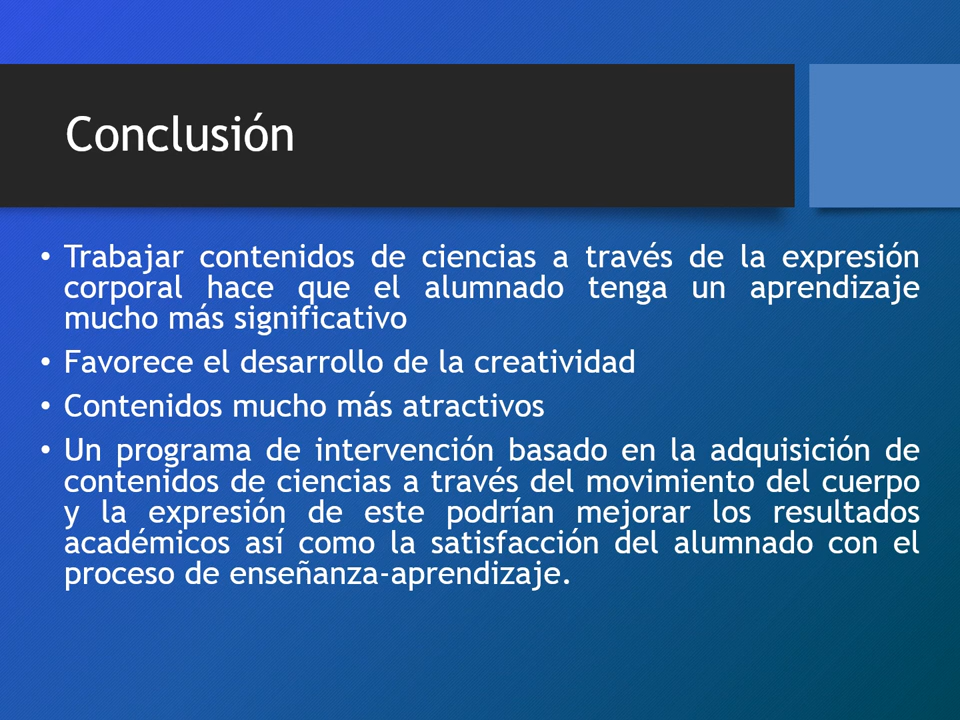 Conclusión
• Trabajar contenidos de ciencias a través de la expresión
corporal hace que el alumnado tenga un aprendizaje
mucho más significativo
• Favorece el desarrollo de la creatividad
• Contenidos mucho más atractivos
• Un programa de intervención basado en la adquisición de
contenidos de ciencias a través del movimiento del cuerpo
y la expresión de este podrían mejorar los resultados
académicos así como la satisfacción del alumnado con el
proceso de enseñanza-aprendizaje.